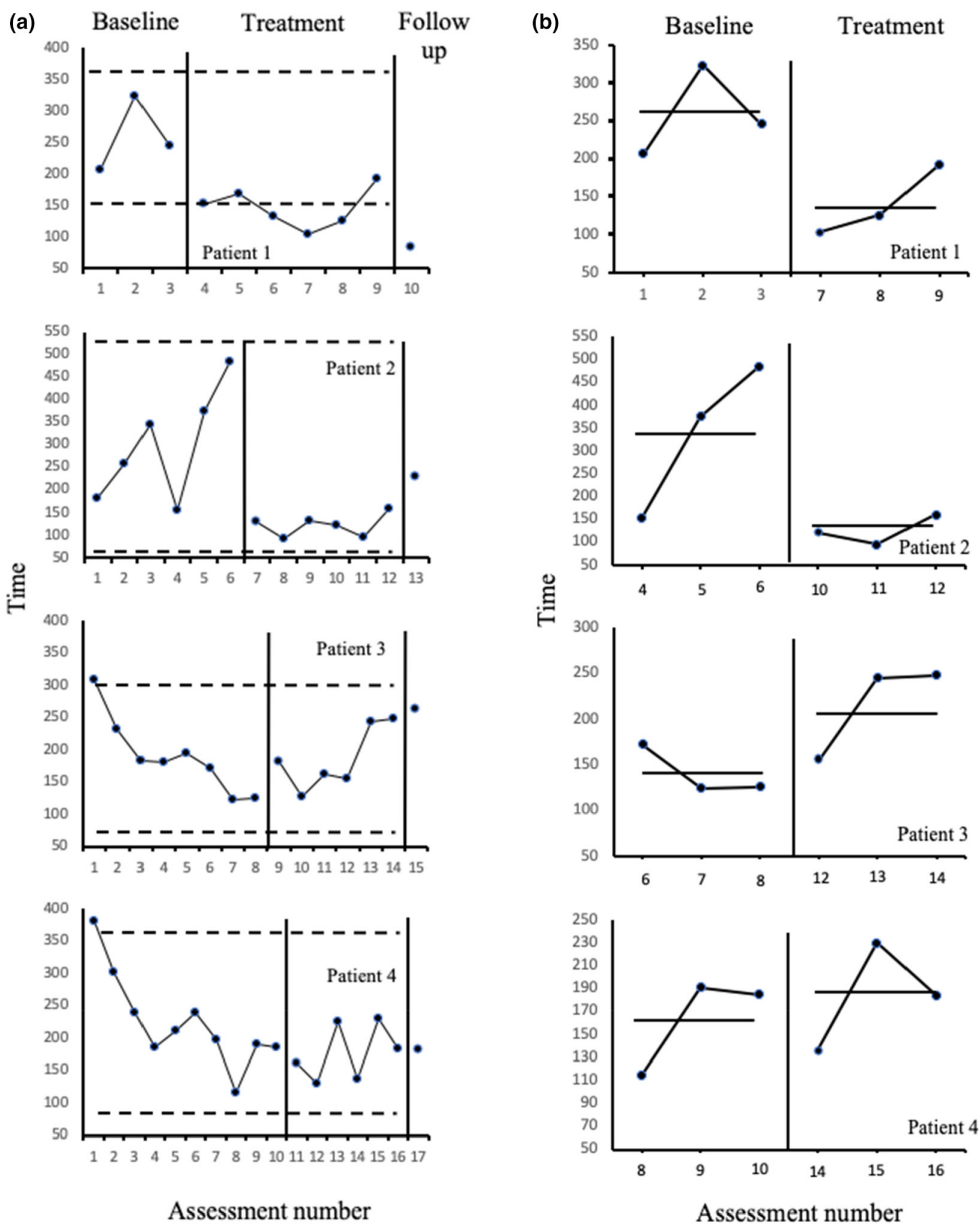 (a)
Baseline Treatment Follow up
400
350
300
250
200
150
100
50
Patient 1
1 2 3 4 5 6 7 8 9 10
550
500
450
400
350
300
250
200
150
100
50
Patient 2
1 2 3 4 5 6 7 8 9 10 11 12 13
Time
400
350
300
250
200
150
100
50
Patient 3
1 2 3 4 5 6 7 8 9 10 11 12 13 14 15
400
350
300
250
200
150
100
50
Patient 4
1 2 3 4 5 6 7 8 9 10 11 12 13 14 15 16 17
Assessment number
(b)
Baseline Treatment
350
300
250
200
150
100
50
Patient 1
1 2 3 7 8 9
550
500
450
400
350
300
250
200
150
100
50
Patient 2
4 5 6 10 11 12
Time
300
250
200
150
100
50
Patient 3
6 7 8 12 13 14
250
230
210
190
170
150
130
110
90
70
50
Patient 4
8 9 10 14 15 16
Assessment number